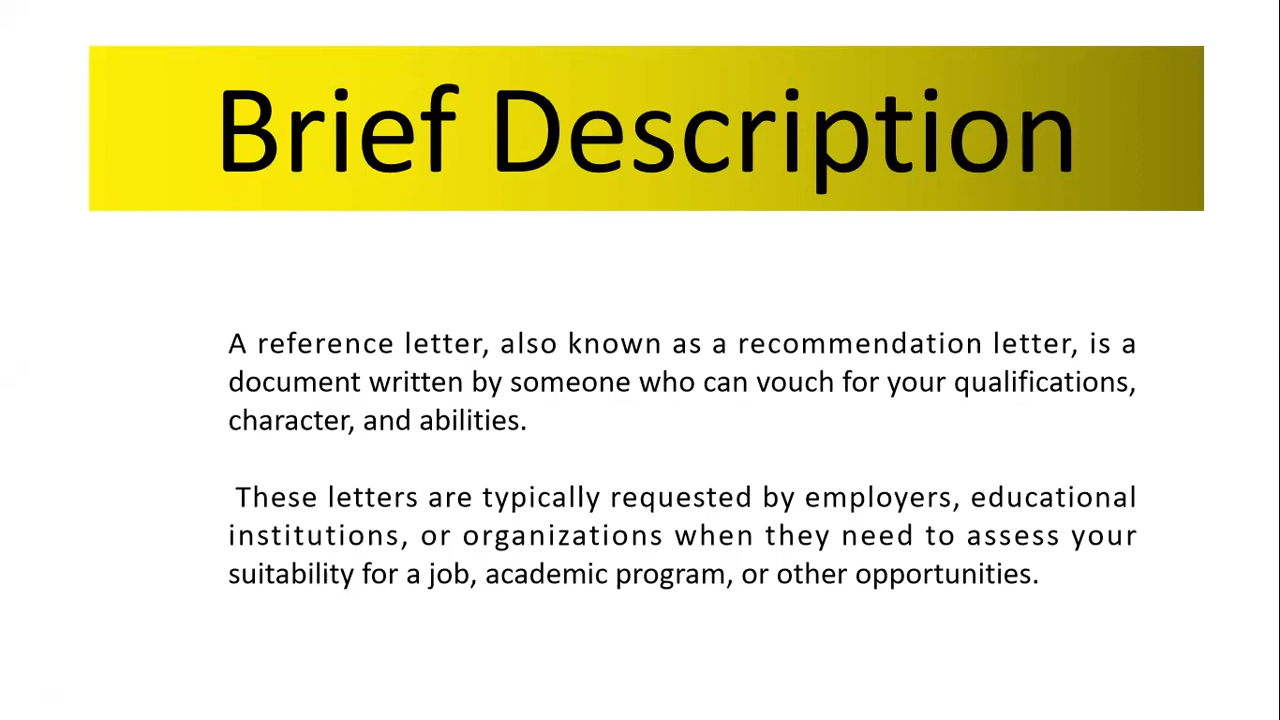 Brief Description
A reference letter, also known as a recommendation letter, is a
document written by someone who can vouch for your qualifications,
character, and abilities.
These letters are typically requested by employers, educational
institutions, or organizations when they need to assess your
suitability for a job, academic program, or other opportunities.